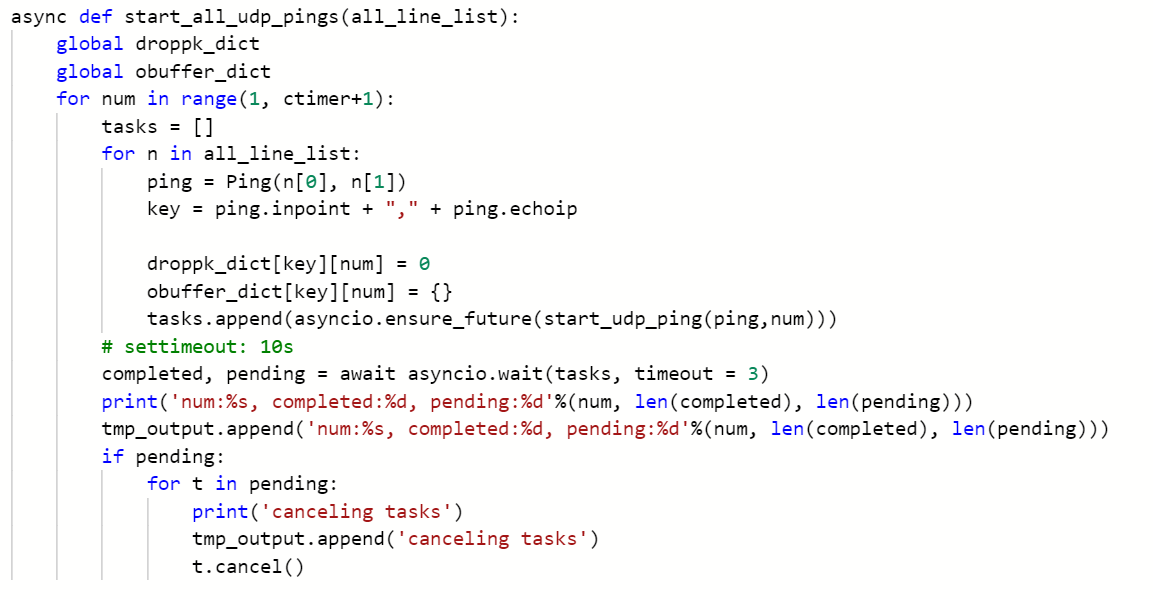 async def start_all_udp_pings(all_line_list):
    global droppk_dict
    global obuffer_dict
    for num in range(1, ctimer+1):
        tasks = []
        for n in all_line_list:
            ping = Ping(n[0], n[1])
            key = ping.inpoint + "," + ping.echoip

            droppk_dict[key][num] = 0
            obuffer_dict[key][num] = {}
            tasks.append(asyncio.ensure_future(start_udp_ping(ping,num)))
        # settimeout: 10s
        completed, pending = await asyncio.wait(tasks, timeout = 3)
        print('num:%s, completed:%d, pending:%d'%(num, len(completed), len(pending)))
        tmp_output.append('num:%s, completed:%d, pending:%d'%(num, len(completed), len(pending)))
        if pending:
            for t in pending:
                print('canceling tasks')
                tmp_output.append('canceling tasks')
                t.cancel()